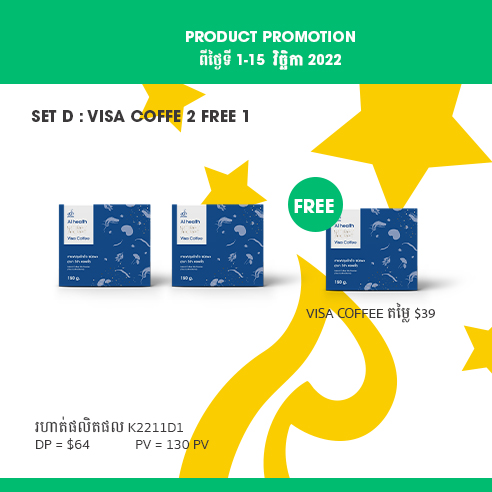 PRODUCT PROMOTION
ពីថ្ងៃទី 1-15 វិច្ឆិកា 2022
SET D : VISA COFFE 2 FREE 1
FREE
AI health
Visa Coffee
150 g.
AI health
Visa Coffee
150 g.
AI health
Visa Coffee
150 g.
VISA COFFEE តម្លៃ $39
រហាត់ផលិតផល K2211D1
DP = $64 PV = 130 PV